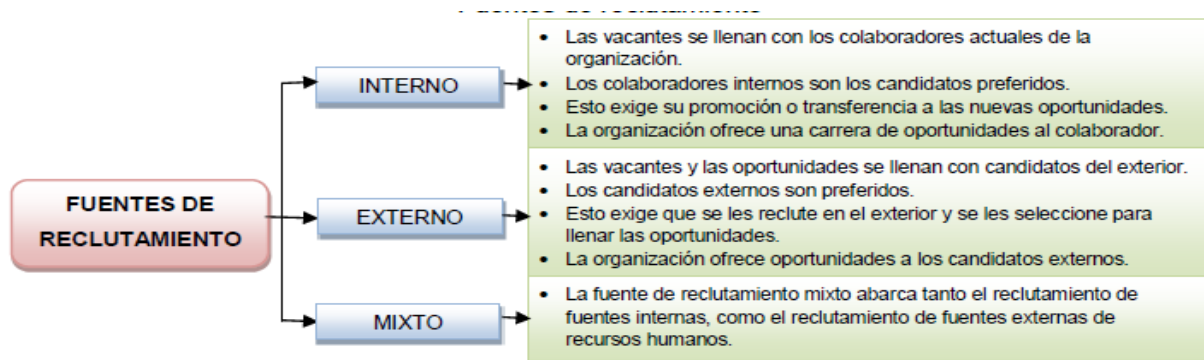 INTERNO
• Las vacantes se llenan con los colaboradores actuales de la
organización.
• Los colaboradores internos son los candidatos preferidos.
• Esto exige su promoción o transferencia a las nuevas oportunidades.
• La organización ofrece una carrera de oportunidades al colaborador.
FUENTES DE
RECLUTAMIENTO
EXTERNO
• Las vacantes y las oportunidades se llenan con candidatos del exterior.
• Los candidatos externos son preferidos.
• Esto exige que se les reclute en el exterior y se les seleccione para
llenar las oportunidades.
• La organización ofrece oportunidades a los candidatos externos.
MIXTO
• La fuente de reclutamiento mixto abarca tanto el reclutamiento de
fuentes internas, como el reclutamiento de fuentes externas de
recursos humanos.